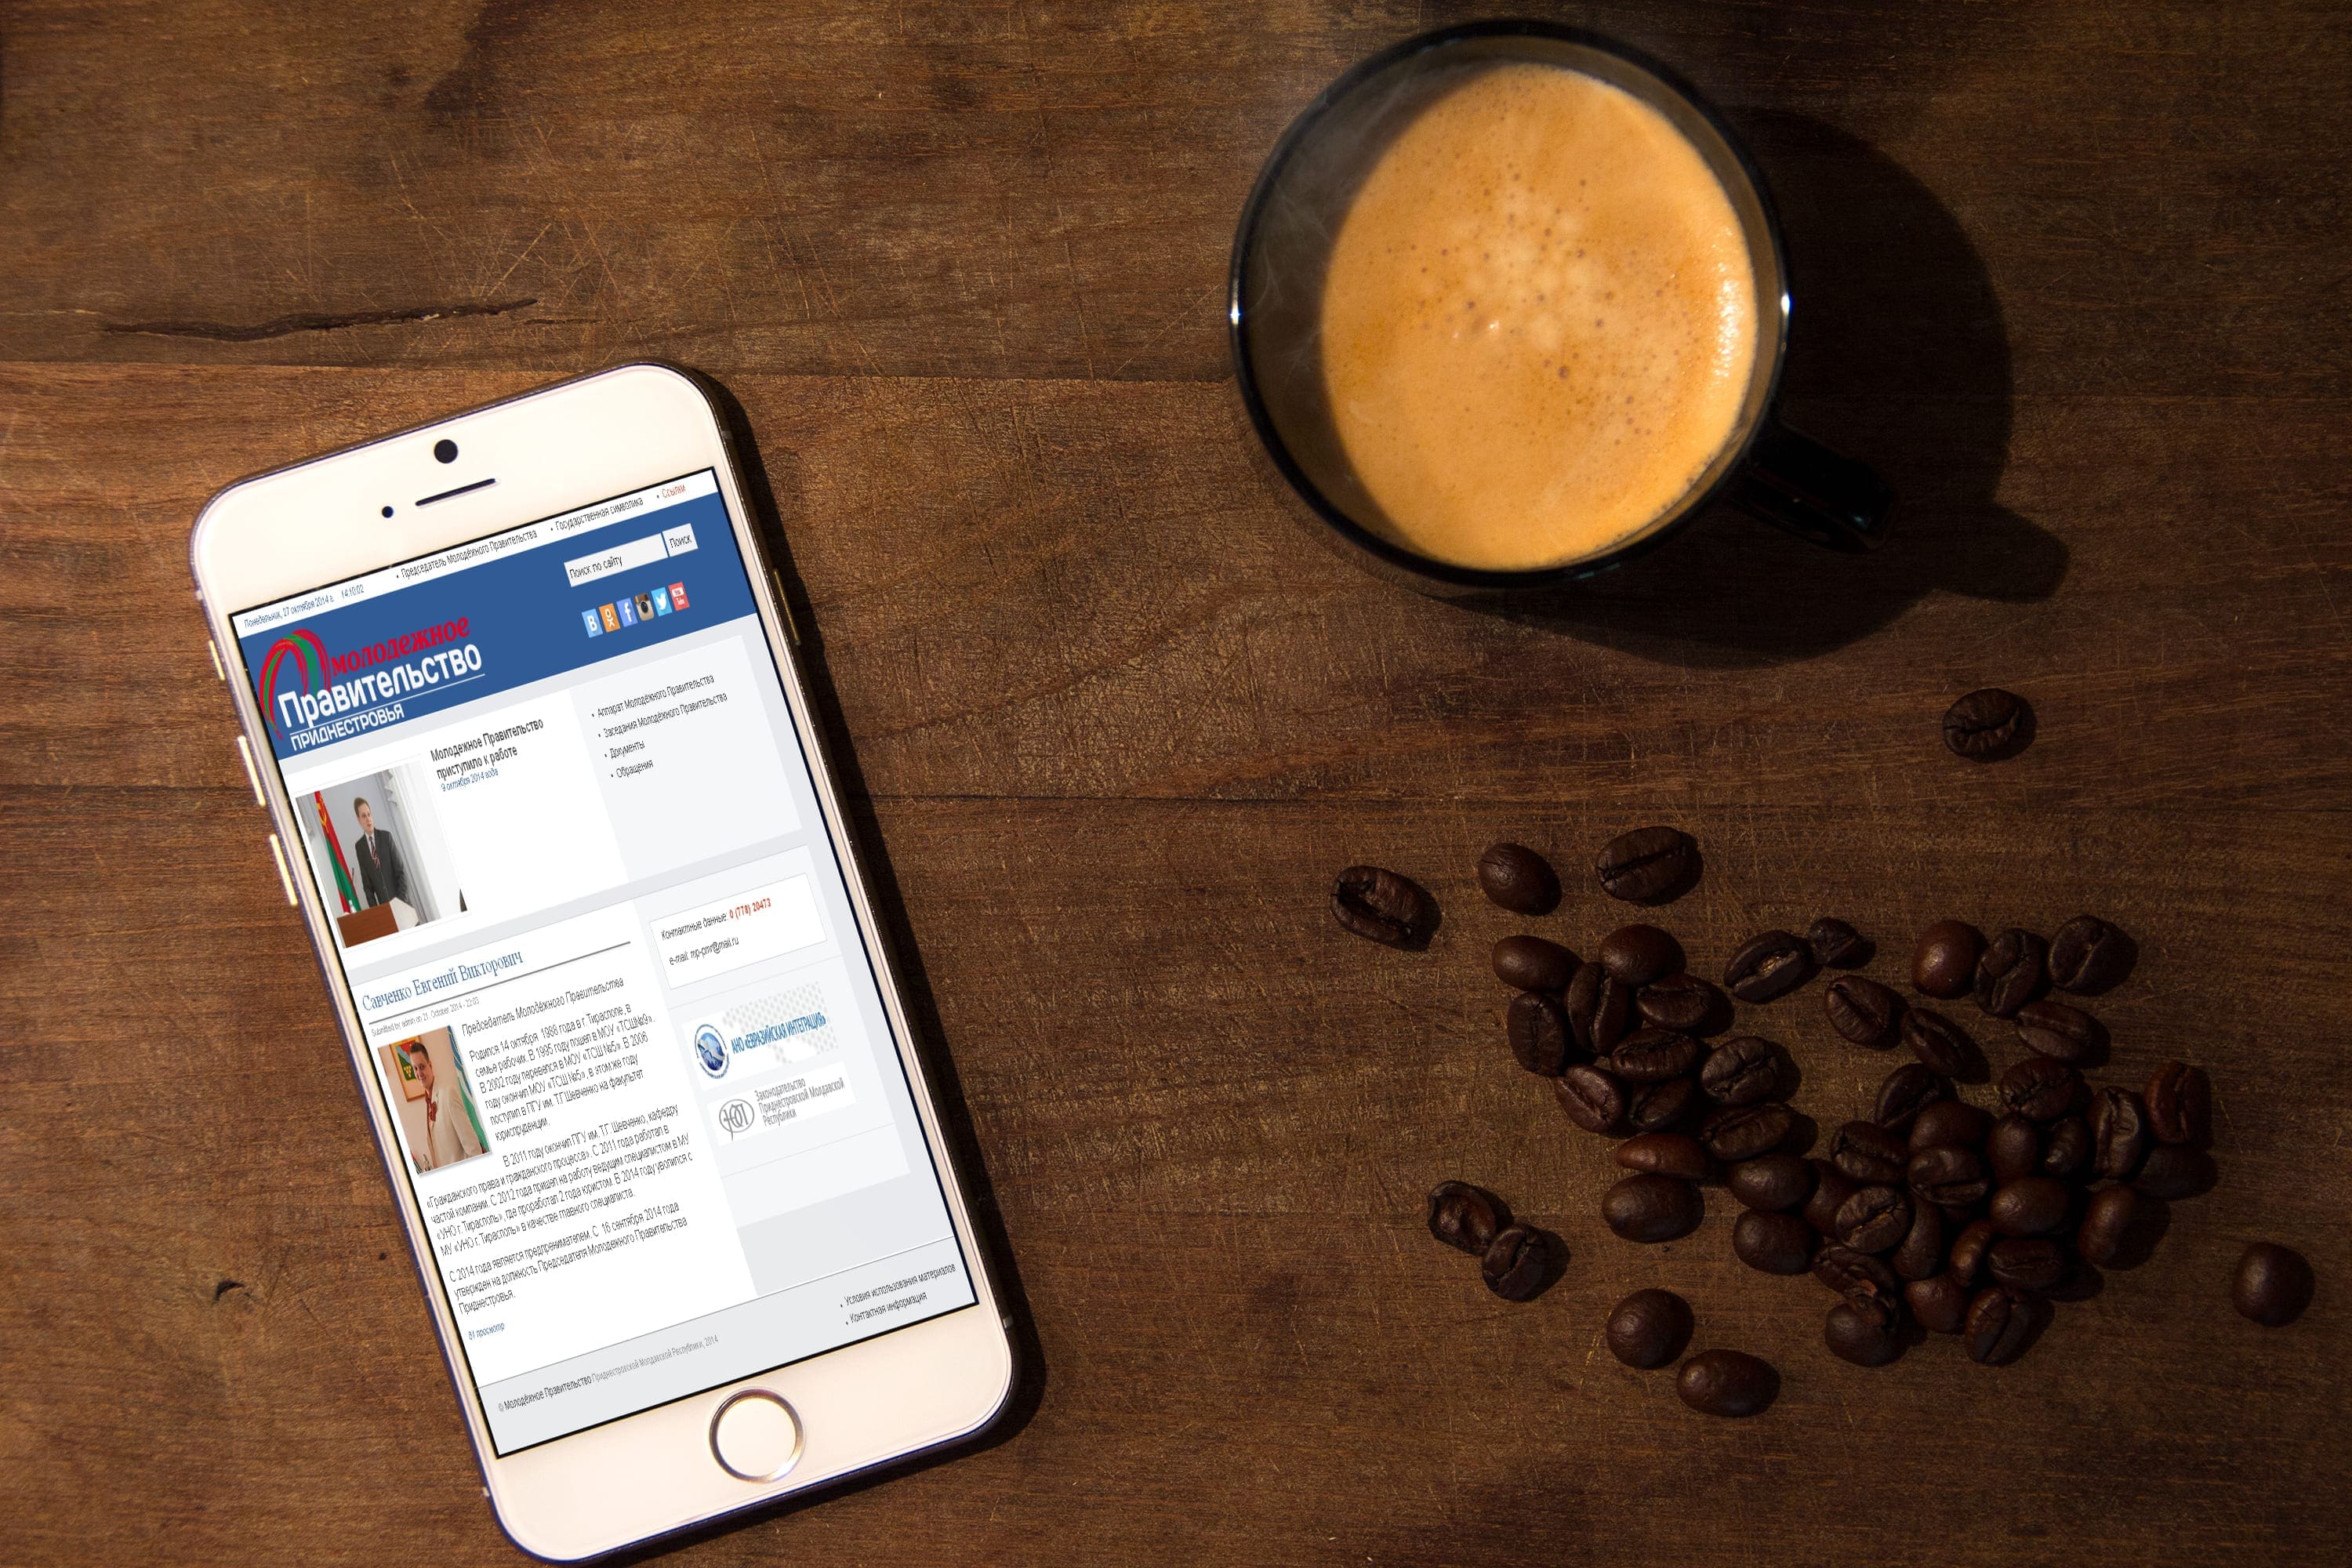 Понедельник, 27 октября 2014 г. 14:10:02
• Председатель Молодёжного Правительства • Государственная символика • Ссылки
Поиск по сайту Поиск
молодежное
Правительство
ПРИДНЕСТРОВЬЯ
Молодежное Правительство
приступило к работе
9 октября 2014 года
• Аппарат Молодёжного Правительства
• Заседания Молодёжного Правительства
• Документы
• Обращения
Савченко Евгений Викторович
Submitted by admin on 21. October 2014 - 22:03
Председатель Молодёжного Правительства
Родился 14 октября 1988 года в г. Тирасполе, в
семье рабочих. В 1995 году пошел в МОУ «ТСШ№9».
В 2002 году перевелся в МОУ «ТСШ №5». В 2006
году окончил МОУ «ТСШ №5», в этом же году
поступил в ПГУ им. Т.Г.Шевченко на факультет
юриспруденции.
В 2011 году окончил ПГУ им. Т.Г. Шевченко, кафедру
«Гражданского права и гражданского процесса». С 2011 года работал в
частой компании. С 2012 года пришел на работу ведущим специалистом в МУ
«УНО г. Тирасполь», где проработал 2 года юристом. В 2014 году уволился с
МУ «УНО г. Тирасполь» в качестве главного специалиста.
С 2014 года является предпринимателем. С 16 сентября 2014 года
утвержден на должность Председателя Молодежного Правительства
Приднестровья.
81 просмотр
Контактные данные: 0 (778) 20473
e-mail: mp-pmr@mail.ru
АНО «ЕВРАЗИЙСКАЯ ИНТЕГРАЦИЯ»
Законодательство
Приднестровской Молдавской
Республики
© Молодёжное Правительство Приднестровской Молдавской Республики, 2014
• Условия использования материалов
• Контактная информация